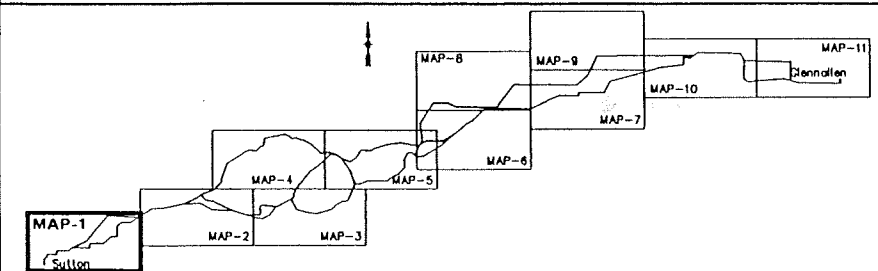 MAP-8
MAP-9
MAP-11
Glennallen
MAP-10
MAP-7
MAP-6
MAP-4
MAP-5
MAP-1
MAP-2
MAP-3
Sutton